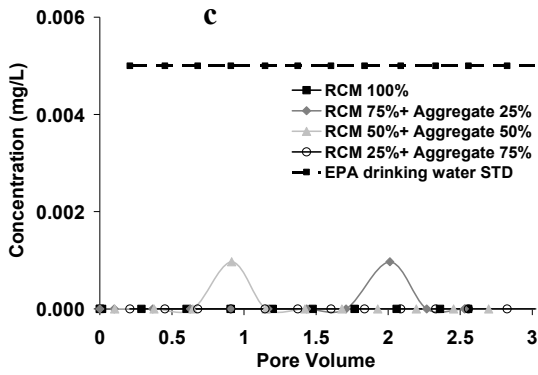 c
0.006
0.004
0.002
0.000
Concentration (mg/L)
RCM 100%
RCM 75%+ Aggregate 25%
RCM 50%+ Aggregate 50%
RCM 25%+ Aggregate 75%
EPA drinking water STD
0 0.5 1 1.5 2 2.5 3
Pore Volume